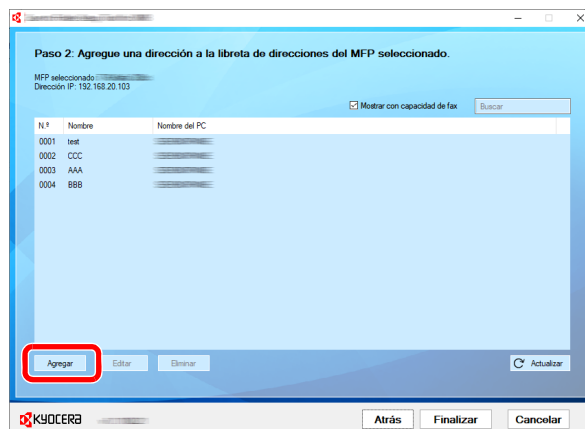 Paso 2: Agregue una dirección a la libreta de direcciones del MFP seleccionado.
MFP seleccionado
Dirección IP: 192.168.20.103
Mostrar con capacidad de fax Buscar
N.º Nombre Nombre del PC
0001 test
0002 CCC
0003 AAA
0004 BBB
Agregar Editar Eliminar Actualizar
KYOCERA Atrás Finalizar Cancelar